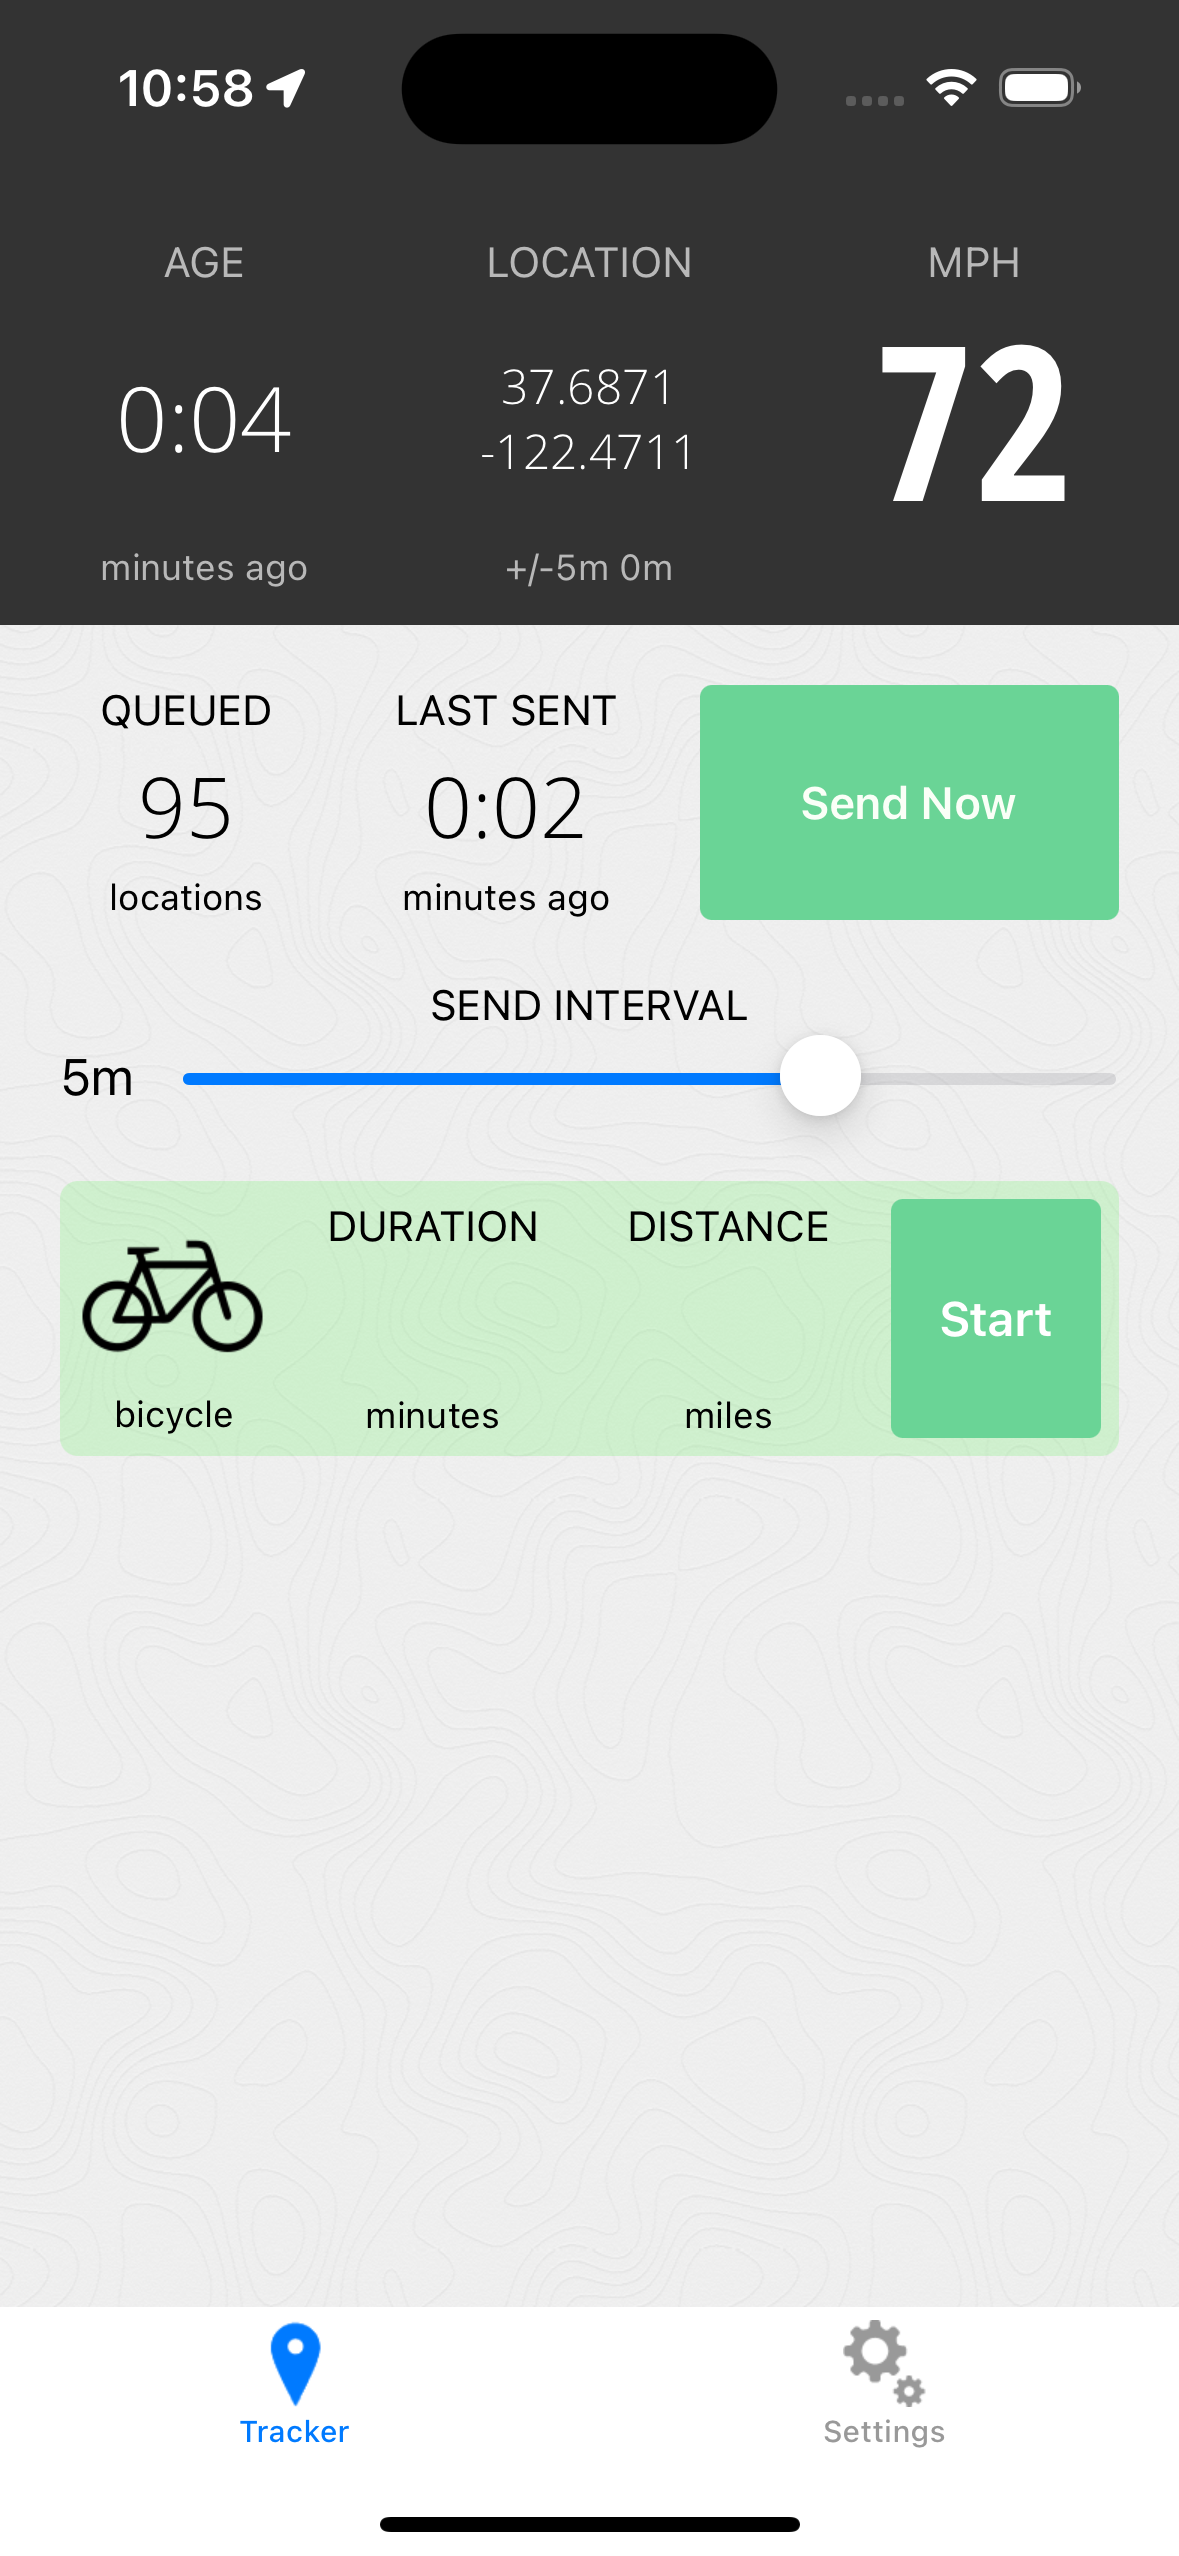 10:58
AGE LOCATION MPH
0:04 37.6871 72
-122.4711
minutes ago +/-5m 0m
QUEUED LAST SENT
95 0:02 Send Now
locations minutes ago
SEND INTERVAL
5m
DURATION DISTANCE
Start
bicycle minutes miles
Tracker Settings